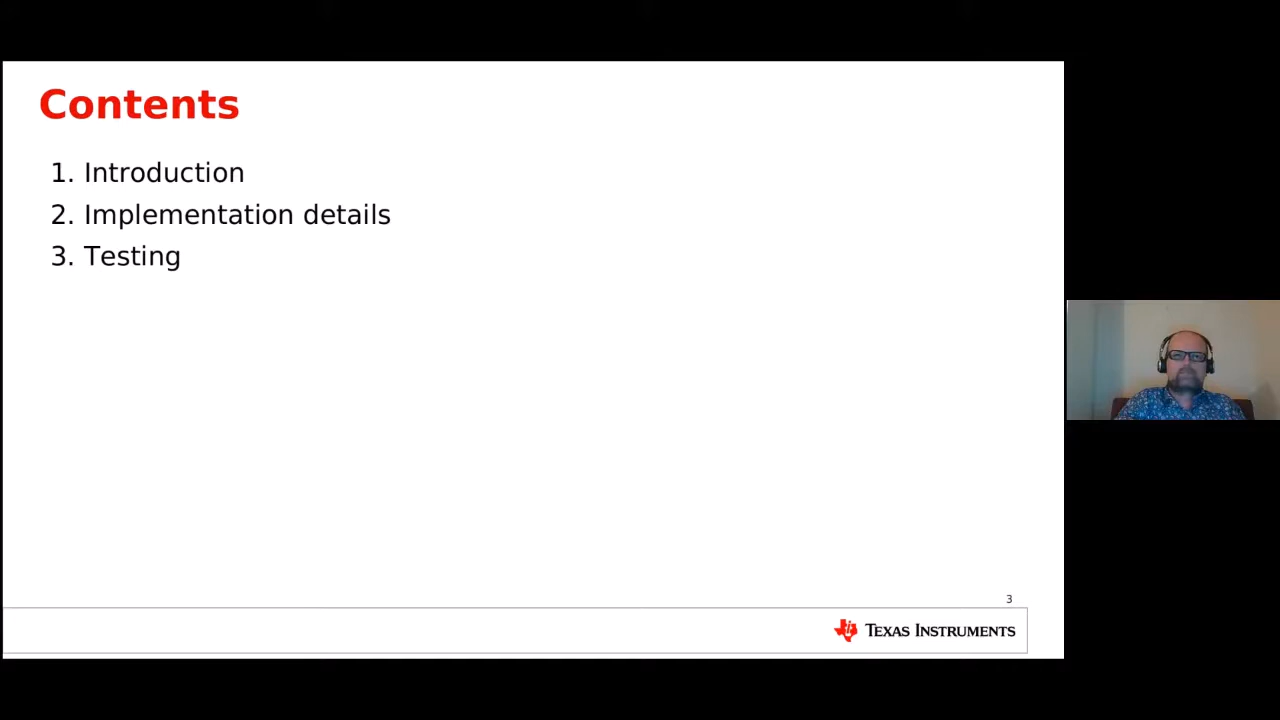 Contents
1. Introduction
2. Implementation details
3. Testing
3
TEXAS INSTRUMENTS